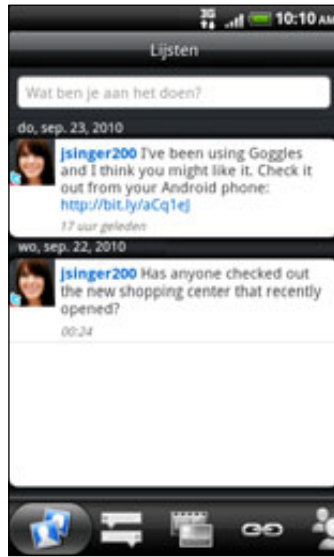 3G 10:10 AM
Lijsten
Wat ben je aan het doen?
do, sep. 23, 2010
jsinger200 I've been using Goggles
and I think you might like it. Check it
out from your Android phone:
http://bit.ly/aCq1eJ
17 uur geleden
wo, sep. 22, 2010
jsinger200 Has anyone checked out
the new shopping center that recently
opened?
00:24